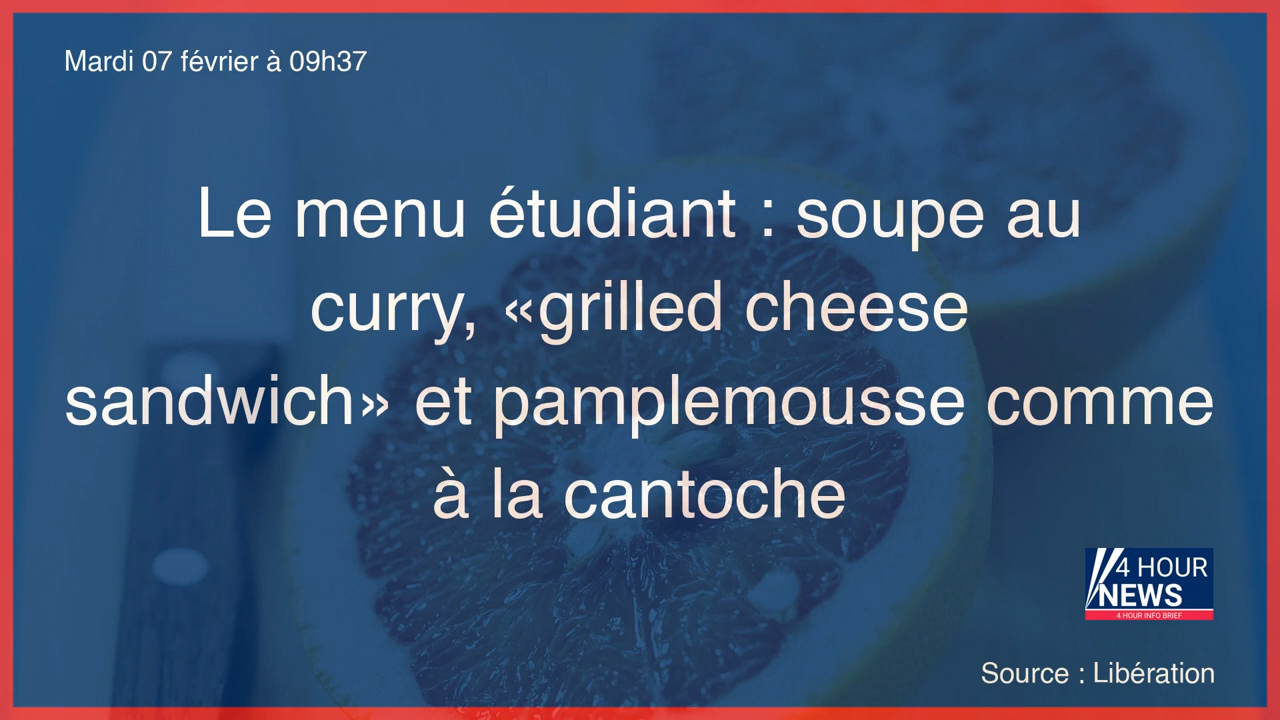 Mardi 07 février à 09h37
Le menu étudiant : soupe au
curry, «grilled cheese
sandwich» et pamplemousse comme
à la cantoche
4 HOUR
NEWS
4 HOUR INFO BRIEF
Source : Libération